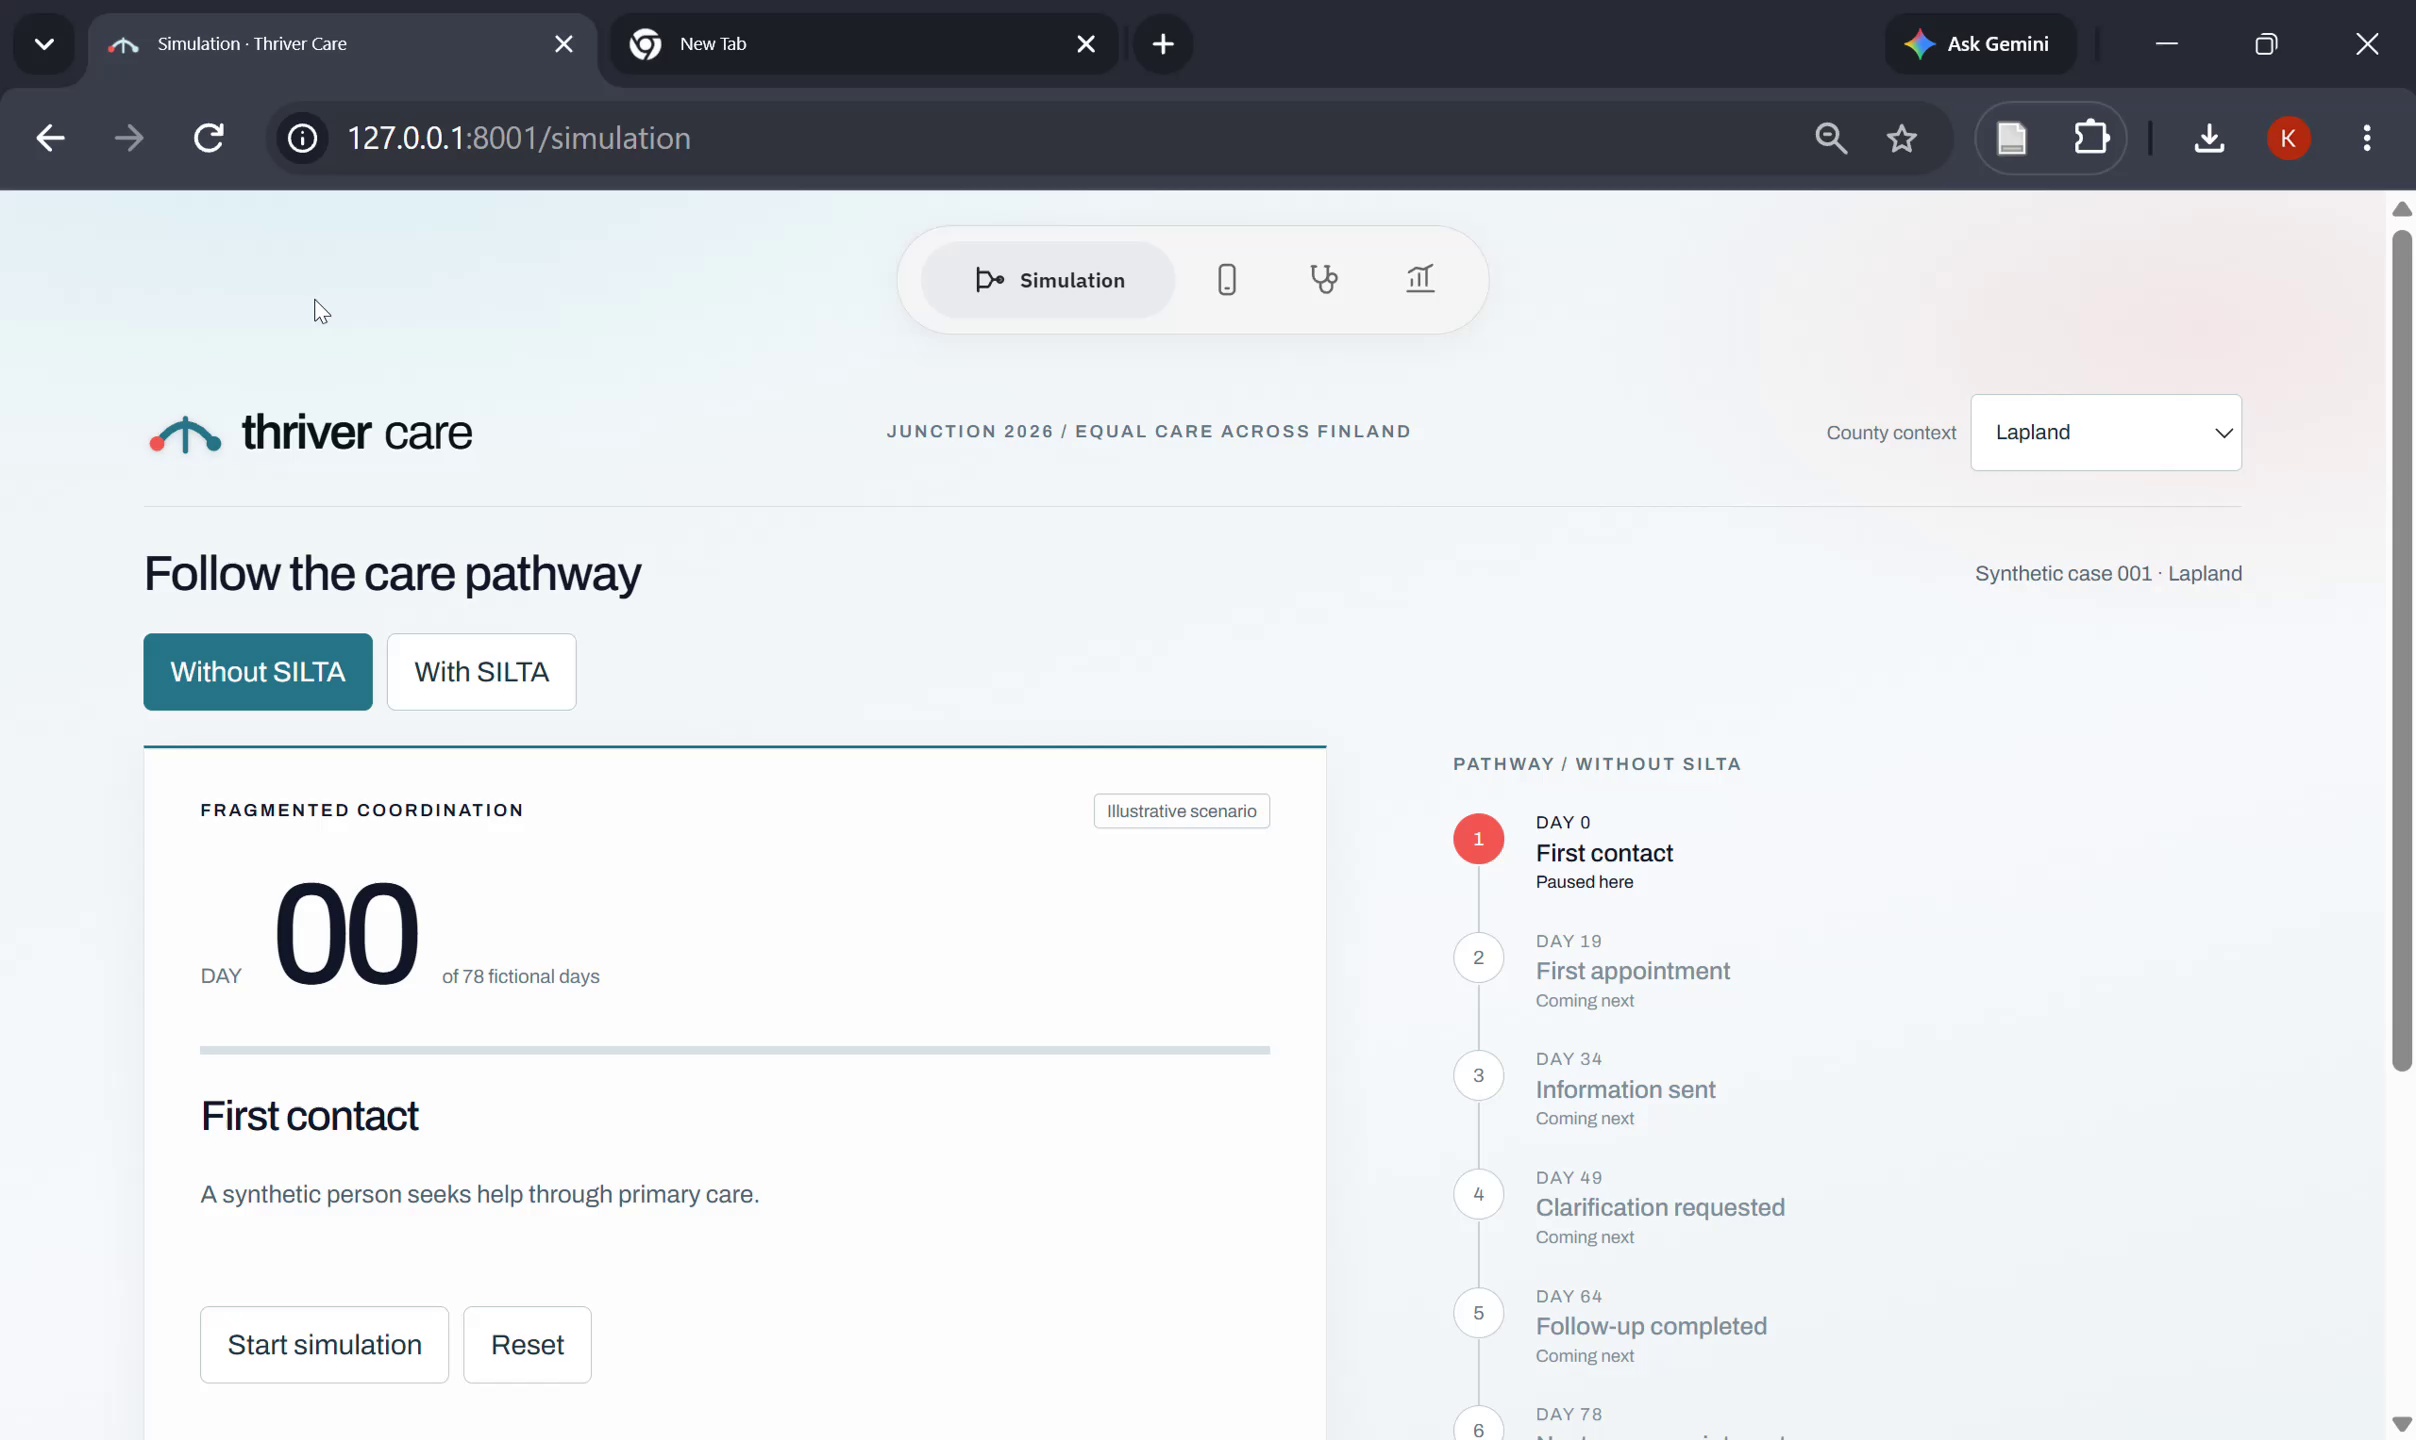 Simulation · Thriver Care
New Tab
Ask Gemini
127.0.0.1:8001/simulation
K
Simulation
thriver care
JUNCTION 2026 / EQUAL CARE ACROSS FINLAND
County context
Lapland
Follow the care pathway
Synthetic case 001 · Lapland
Without SILTA
With SILTA
FRAGMENTED COORDINATION
Illustrative scenario
DAY 00 of 78 fictional days
First contact
A synthetic person seeks help through primary care.
Start simulation
Reset
PATHWAY / WITHOUT SILTA
1
DAY 0
First contact
Paused here
2
DAY 19
First appointment
Coming next
3
DAY 34
Information sent
Coming next
4
DAY 49
Clarification requested
Coming next
5
DAY 64
Follow-up completed
Coming next
6
DAY 78